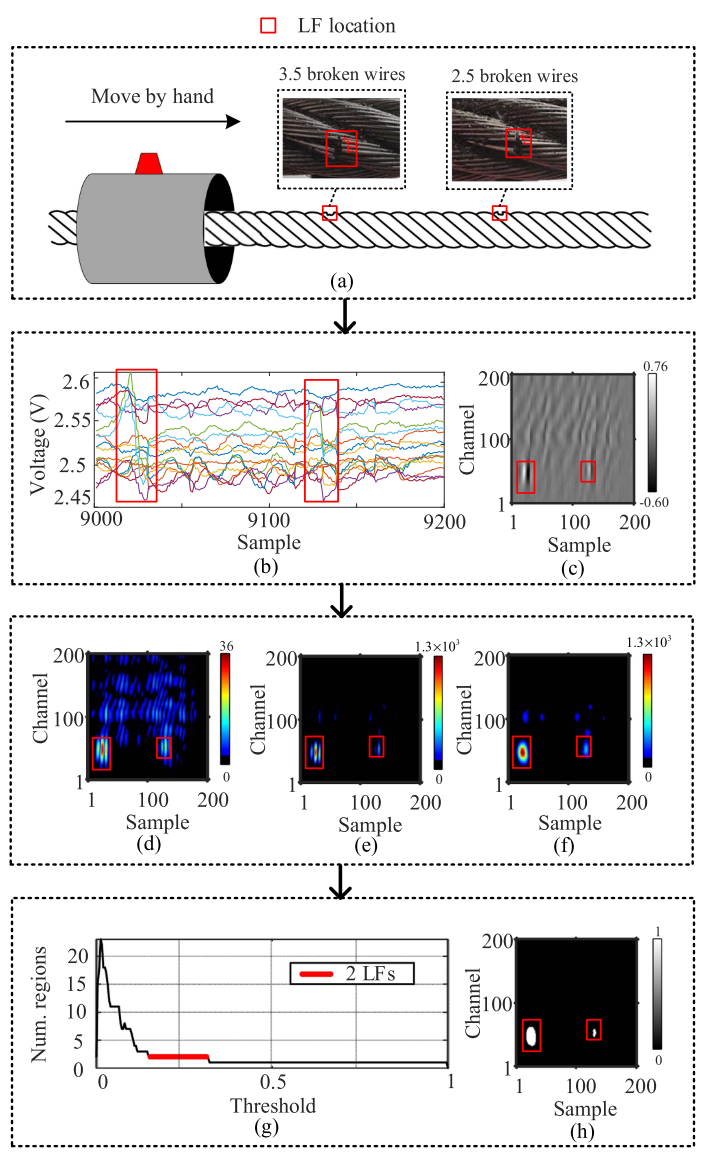 LF location
Move by hand
3.5 broken wires
2.5 broken wires
(a)
Voltage (V)
2.6
2.55
2.5
2.45
9000
9100
9200
Sample
(b)
Channel
200
100
1
1
100
200
Sample
0.76
-0.60
(c)
Channel
200
100
1
1
100
200
Sample
36
0
(d)
Channel
200
100
1
1
100
200
Sample
1.3×10³
0
(e)
Channel
200
100
1
1
100
200
Sample
1.3×10³
0
(f)
Num. regions
20
15
10
5
0
0
0.5
1
Threshold
2 LFs
(g)
Channel
200
100
1
1
100
200
Sample
1
0
(h)